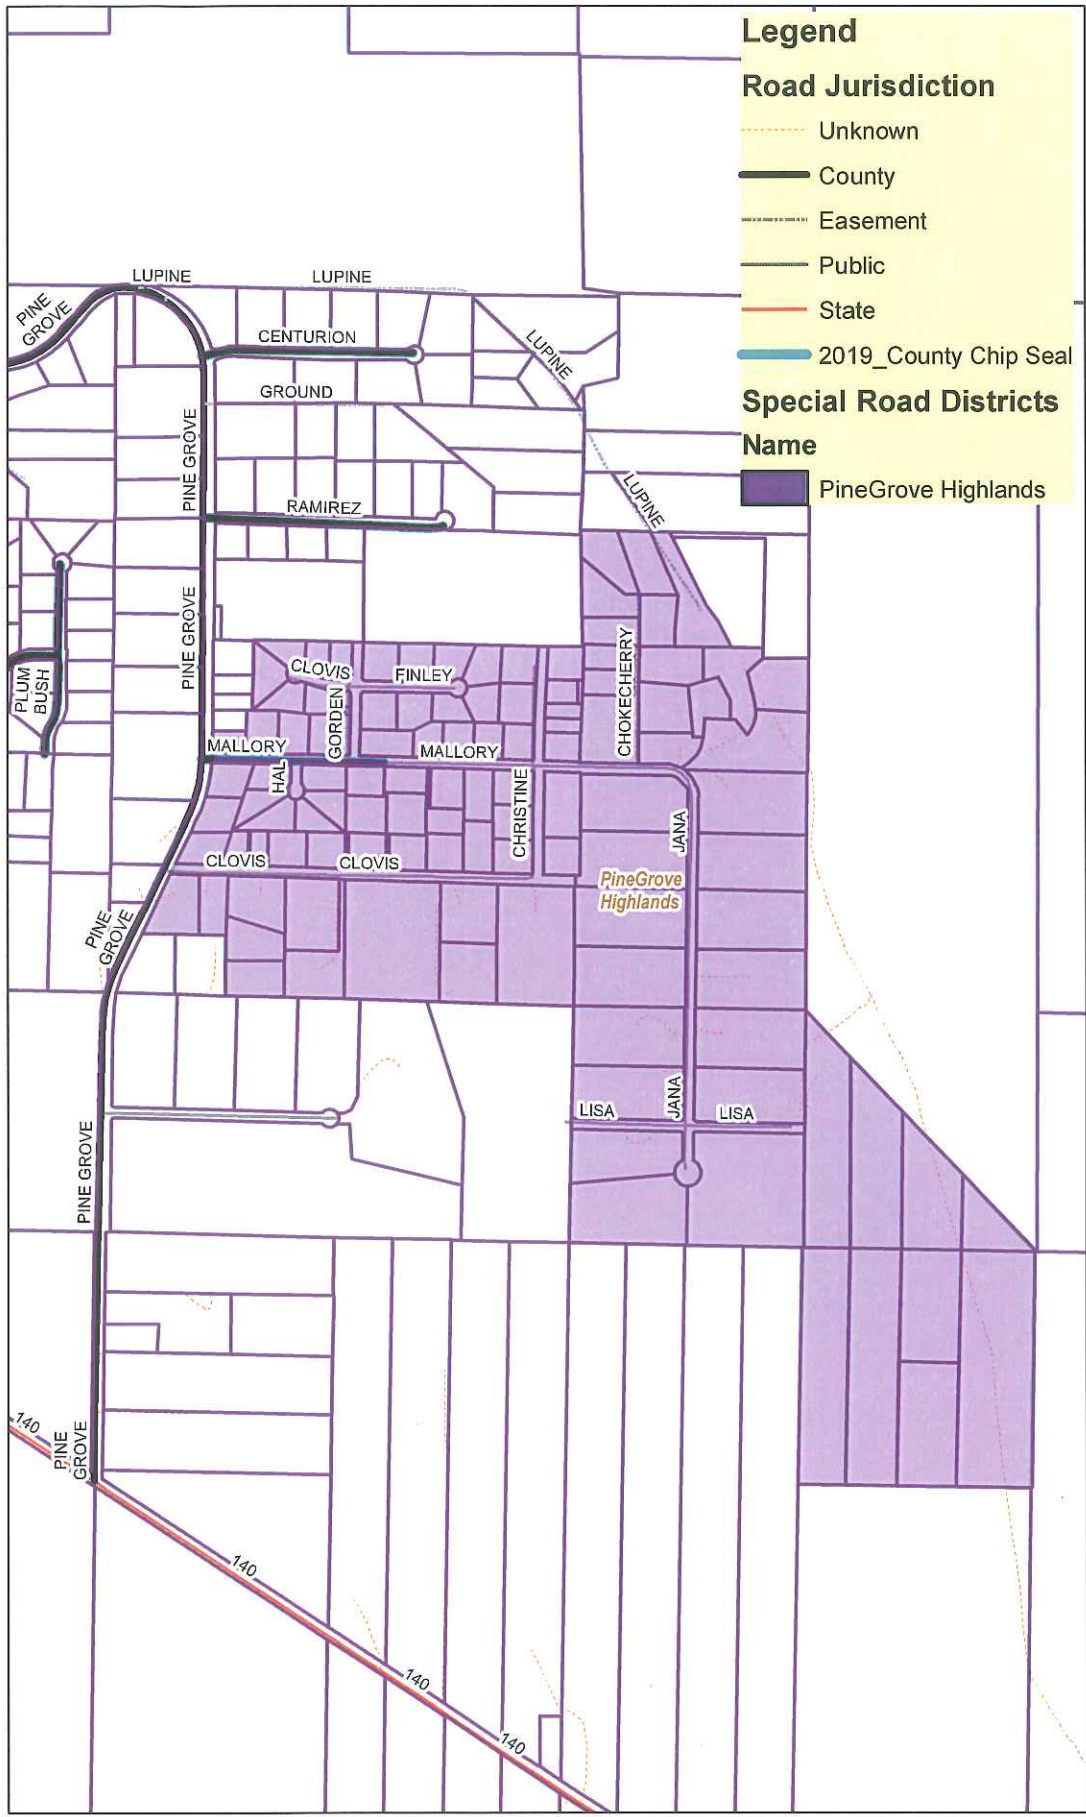 Legend
Road Jurisdiction
Unknown
County
Easement
Public
State
2019_County Chip Seal
Special Road Districts
Name
PineGrove Highlands
LUPINE
LUPINE
PINE
GROVE
CENTURION
LUPINE
GROUND
PINE GROVE
RAMIREZ
LUPINE
PINE GROVE
CLOVIS
FINLEY
GORDEN
CHOKECHERRY
PLUM
BUSH
MALLORY
MALLORY
HAL
CHRISTINE
JANA
CLOVIS
CLOVIS
PineGrove
Highlands
PINE
GROVE
JANA
LISA
LISA
PINE GROVE
140
PINE
GROVE
140
140
140